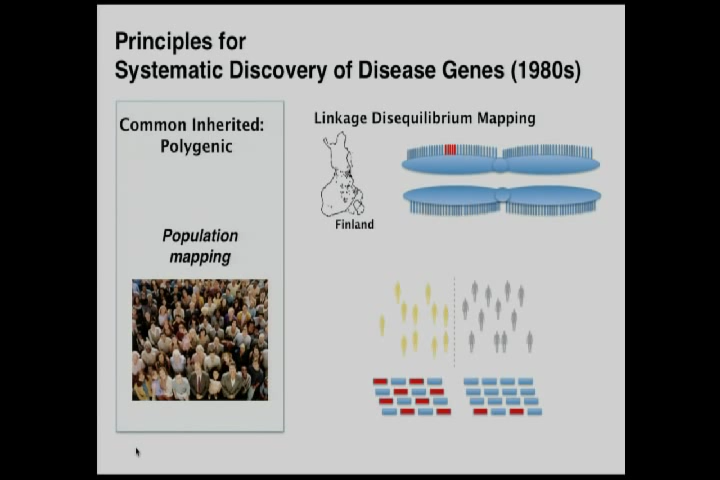 Principles for
Systematic Discovery of Disease Genes (1980s)
Common Inherited:
Polygenic
Population
mapping
Linkage Disequilibrium Mapping
Finland